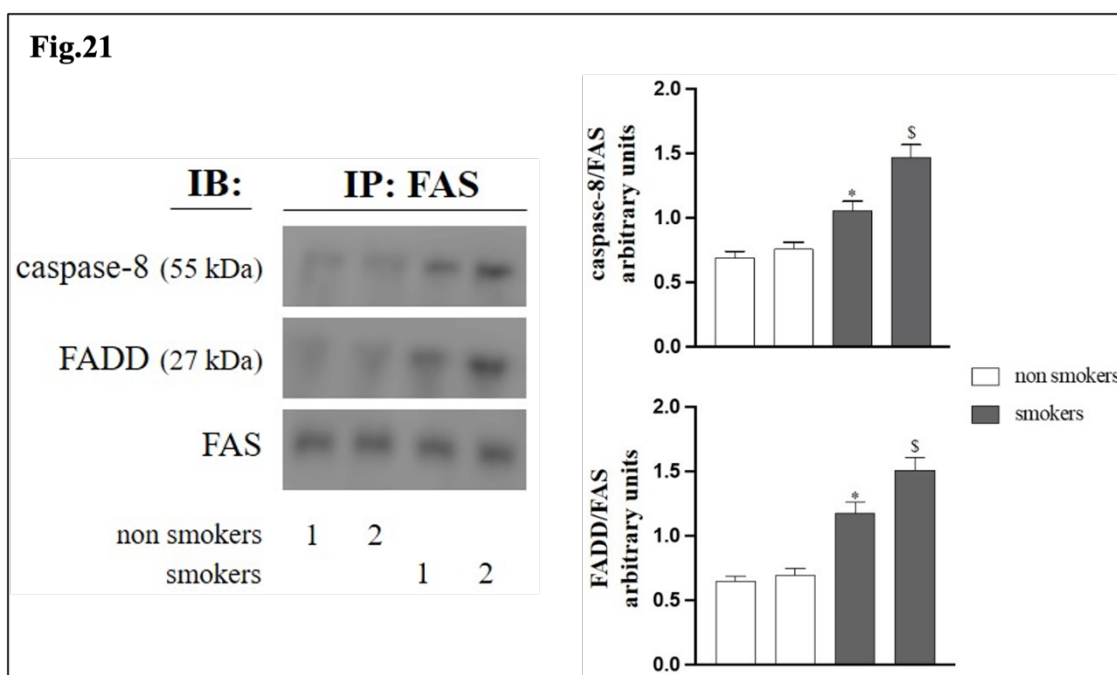 Fig.21
IB: IP: FAS
caspase-8 (55 kDa)
FADD (27 kDa)
FAS
non smokers 1 2
smokers 1 2
caspase-8/FAS
arbitrary units
2.0
1.5
1.0
0.5
0.0
*
$
non smokers
smokers
FADD/FAS
arbitrary units
2.0
1.5
1.0
0.5
0.0
*
$